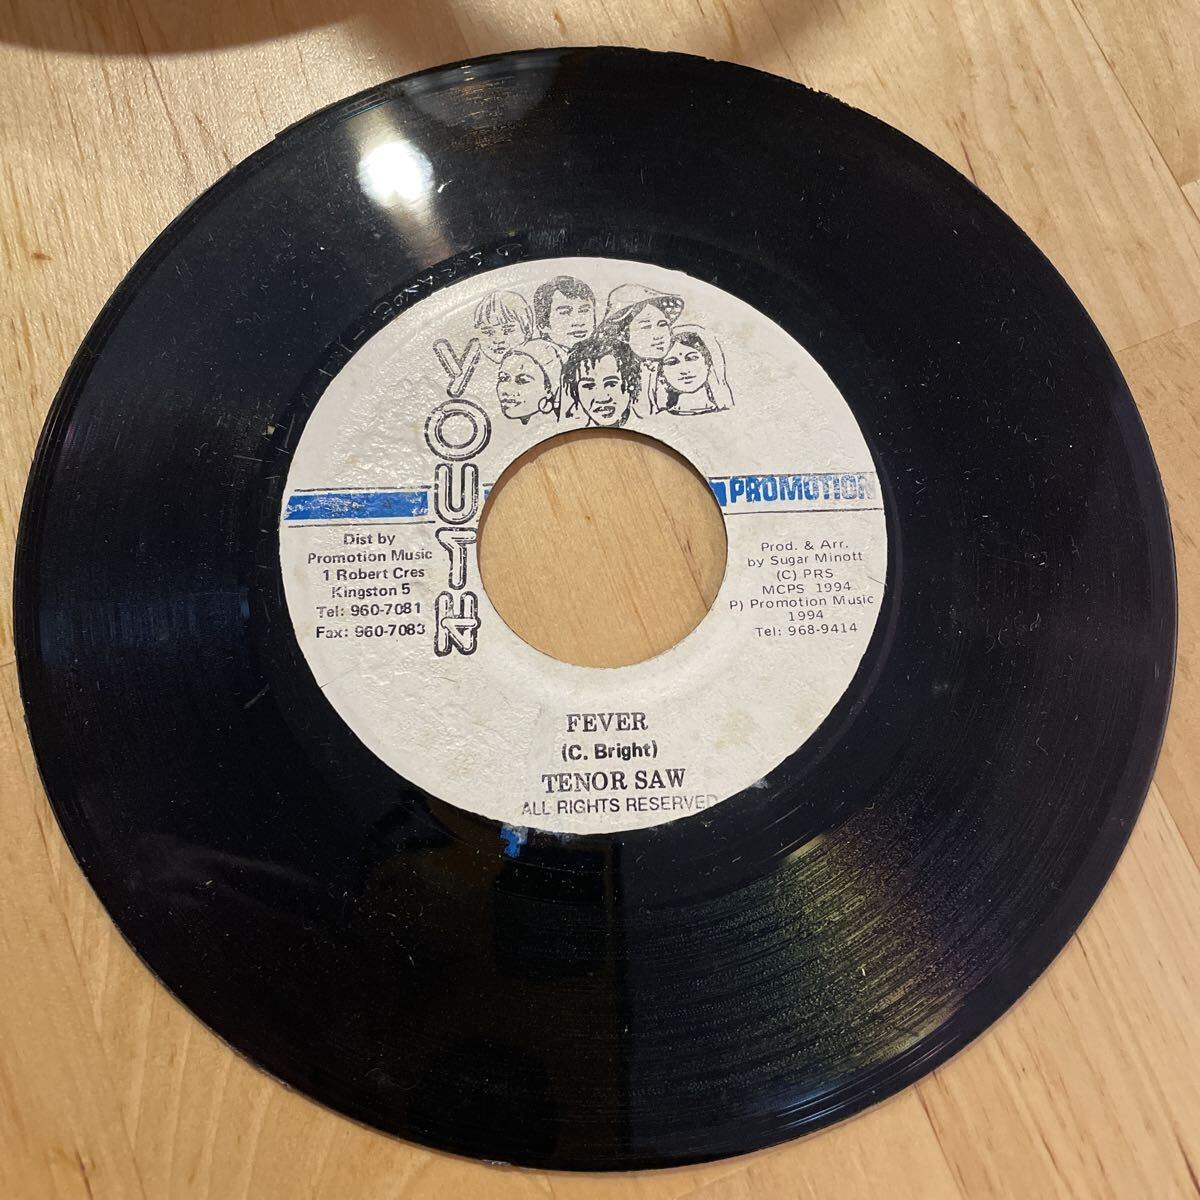 YOUTH
PROMOTION
Dist by
Promotion Music
1 Robert Cres
Kingston 5
Tel: 960-7081
Fax: 960-7083
Prod. & Arr.
by Sugar Minott
(C) PRS
MCPS 1994
P) Promotion Music
1994
Tel: 968-9414
FEVER
(C. Bright)
TENOR SAW
ALL RIGHTS RESERVED